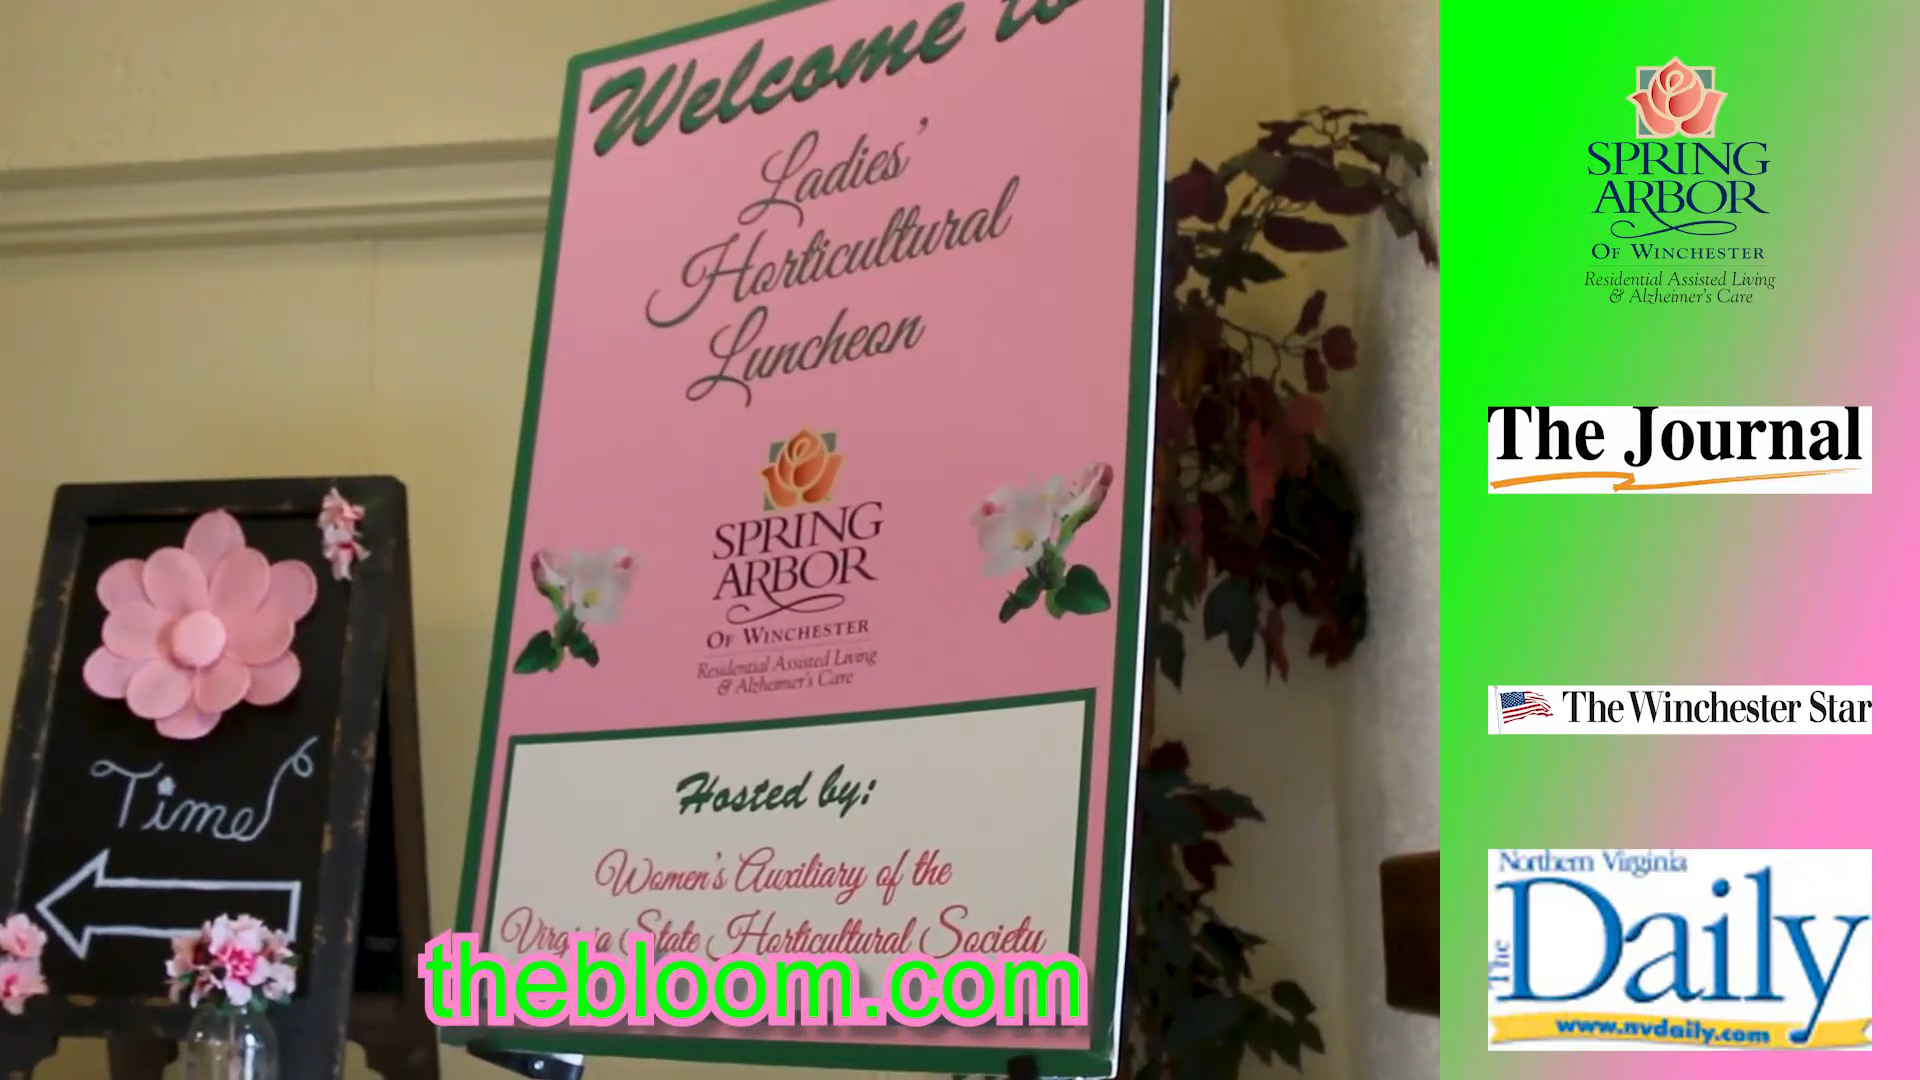 Welcome to
Ladies'
Horticultural
Luncheon
SPRING
ARBOR
OF WINCHESTER
Residential Assisted Living
& Alzheimer's Care
Hosted by:
Women's Auxiliary of the
Virginia State Horticultural Society
Time
thebloom.com
SPRING
ARBOR
OF WINCHESTER
Residential Assisted Living
& Alzheimer's Care
The Journal
The Winchester Star
Northern Virginia
The Daily
www.nvdaily.com